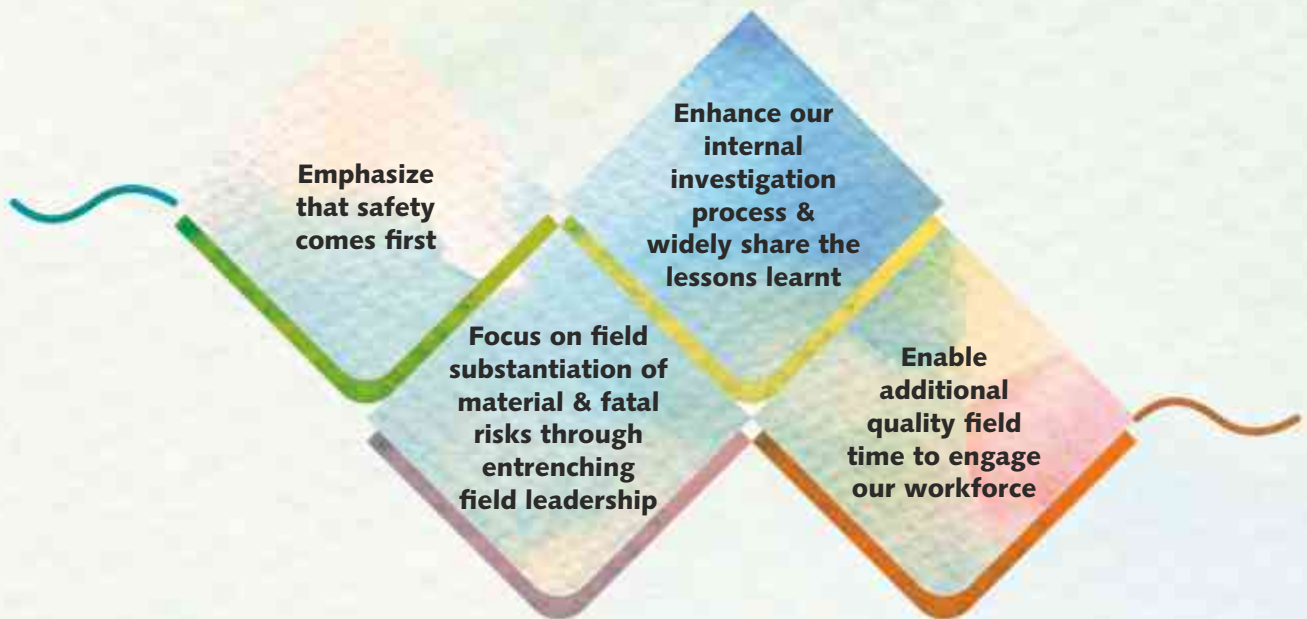 Emphasize
that safety
comes first
Enhance our
internal
investigation
process &
widely share the
lessons learnt
Focus on field
substantiation of
material & fatal
risks through
entrenching
field leadership
Enable
additional
quality field
time to engage
our workforce